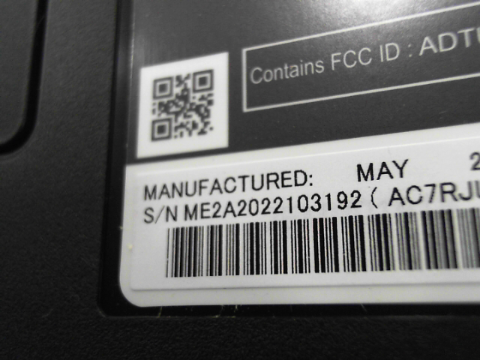 Contains FCC ID : ADT
MANUFACTURED: MAY 2
S/N ME2A2022103192 ( AC7RJ